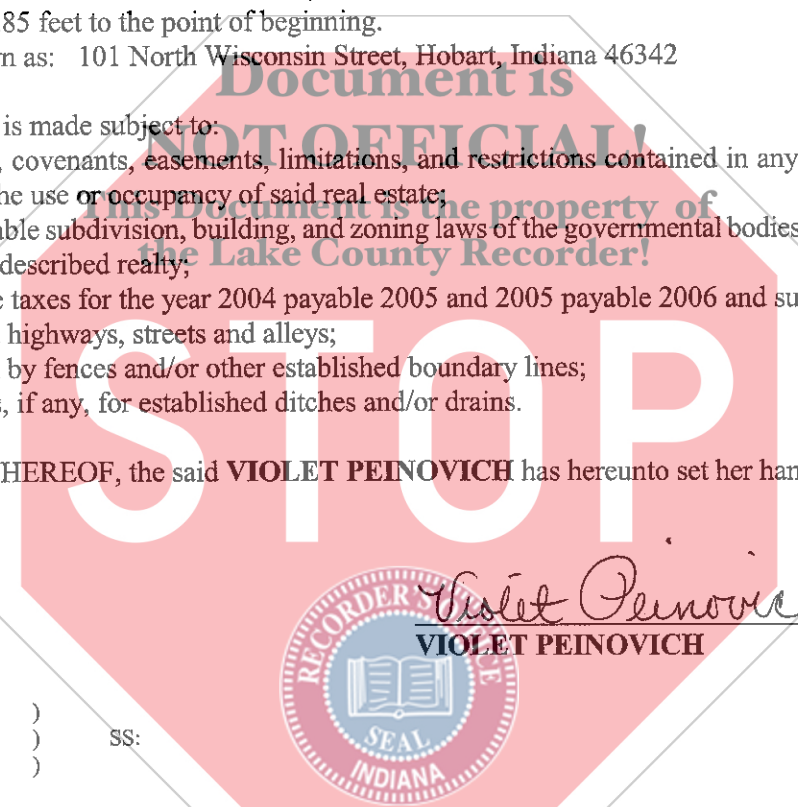 85 feet to the point of beginning.
n as: 101 North Wisconsin Street, Hobart, Indiana 46342
Document is
is made subject to:
NOT OFFICIAL!
, covenants, easements, limitations, and restrictions contained in any
he use or occupancy of said real estate;
This Document is the property of
able subdivision, building, and zoning laws of the governmental bodies
the Lake County Recorder!
described realty;
e taxes for the year 2004 payable 2005 and 2005 payable 2006 and su
highways, streets and alleys;
by fences and/or other established boundary lines;
s, if any, for established ditches and/or drains.
STOP
HEREOF, the said VIOLET PEINOVICH has hereunto set her han
Violet Peinovic
VIOLET PEINOVICH
RECORDER'S OFFICE
SEAL
INDIANA
)
) SS:
)